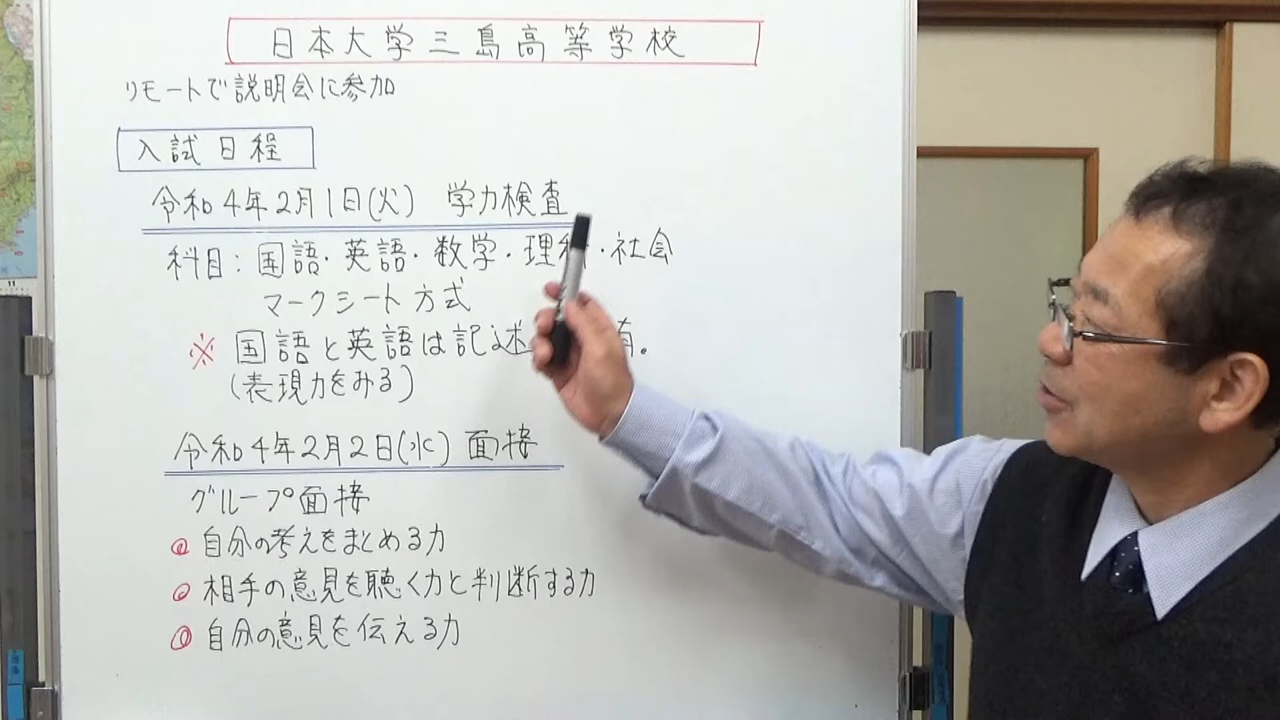 日本大学三島高等学校
リモートで説明会に参加
入試日程
令和4年2月1日(火) 学力検査
科目:国語・英語・数学・理科・社会
マークシート方式
※ 国語と英語は記述 有。
(表現力をみる)
令和4年2月2日(水) 面接
グループ面接
自分の考えをまとめる力
相手の意見を聴く力と判断する力
自分の意見を伝える力